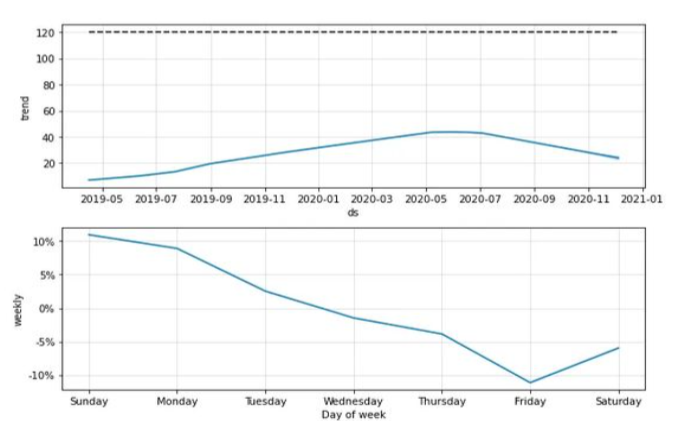 120
100
80
60
40
20
trend
2019-05 2019-07 2019-09 2019-11 2020-01 2020-03 2020-05 2020-07 2020-09 2020-11 2021-01
ds
10%
5%
0%
-5%
-10%
weekly
Sunday Monday Tuesday Wednesday Thursday Friday Saturday
Day of week